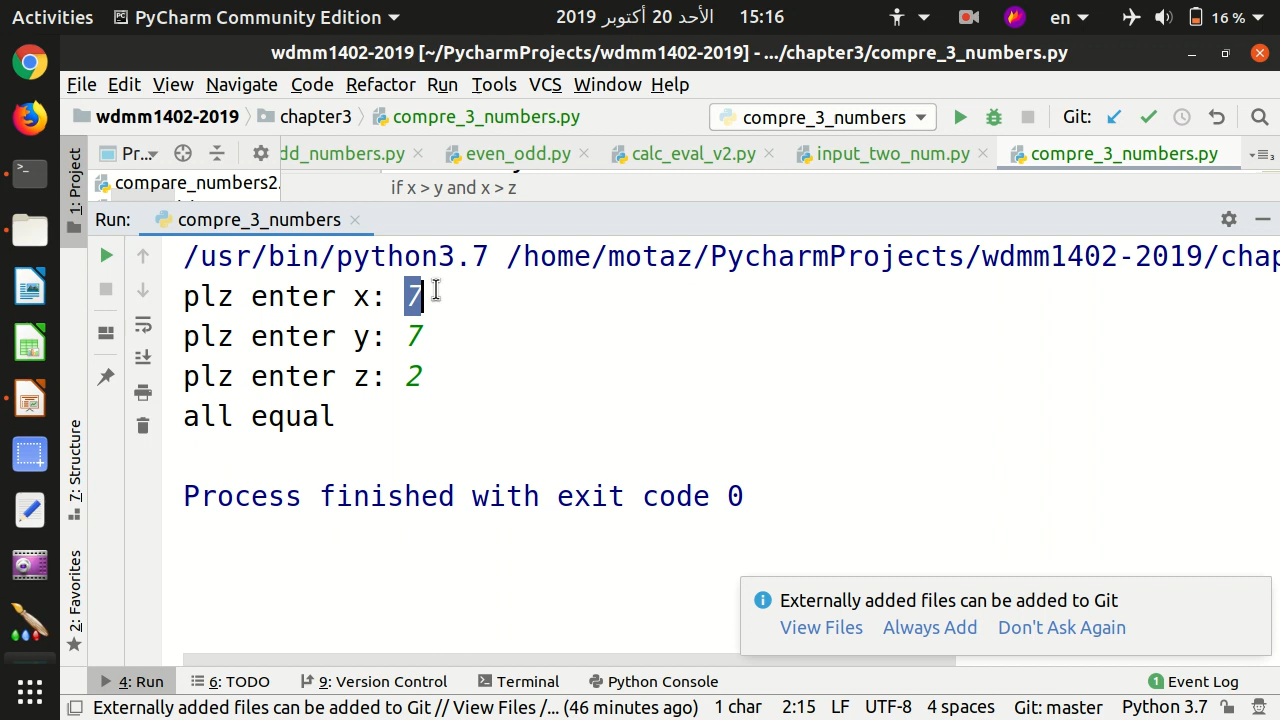 Activities PyCharm Community Edition الأحد 20 أكتوبر 2019 15:16 en 16 %
wdmm1402-2019 [~/PycharmProjects/wdmm1402-2019] - .../chapter3/compre_3_numbers.py
File Edit View Navigate Code Refactor Run Tools VCS Window Help
wdmm1402-2019 chapter3 compre_3_numbers.py compre_3_numbers Git:
1: Project Pr... dd_numbers.py even_odd.py calc_eval_v2.py input_two_num.py compre_3_numbers.py
compare_numbers2. if x > y and x > z
Run: compre_3_numbers
/usr/bin/python3.7 /home/motaz/PycharmProjects/wdmm1402-2019/chap
plz enter x: 7
plz enter y: 7
plz enter z: 2
all equal
7: Structure
Process finished with exit code 0
2: Favorites
Externally added files can be added to Git
View Files Always Add Don't Ask Again
4: Run 6: TODO 9: Version Control Terminal Python Console 1 Event Log
Externally added files can be added to Git // View Files /... (46 minutes ago) 1 char 2:15 LF UTF-8 4 spaces Git: master Python 3.7